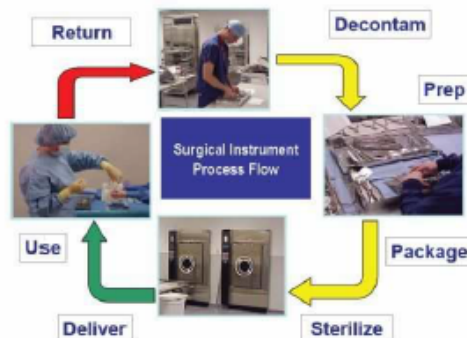 Return
Decontam
Prep
Surgical Instrument
Process Flow
Use
Package
Deliver
Sterilize